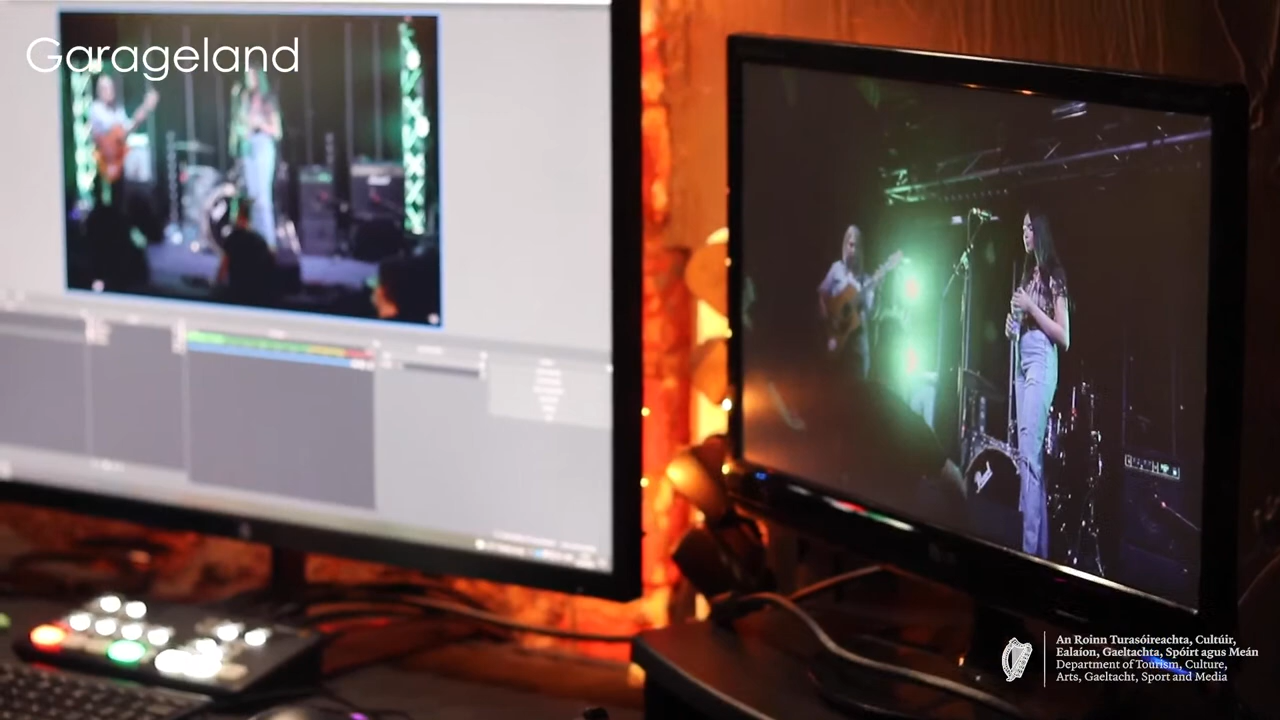 Garageland
An Roinn Turasóireachta, Cultúir,
Ealaíon, Gaeltachta, Spóirt agus Meán
Department of Tourism, Culture,
Arts, Gaeltacht, Sport and Media